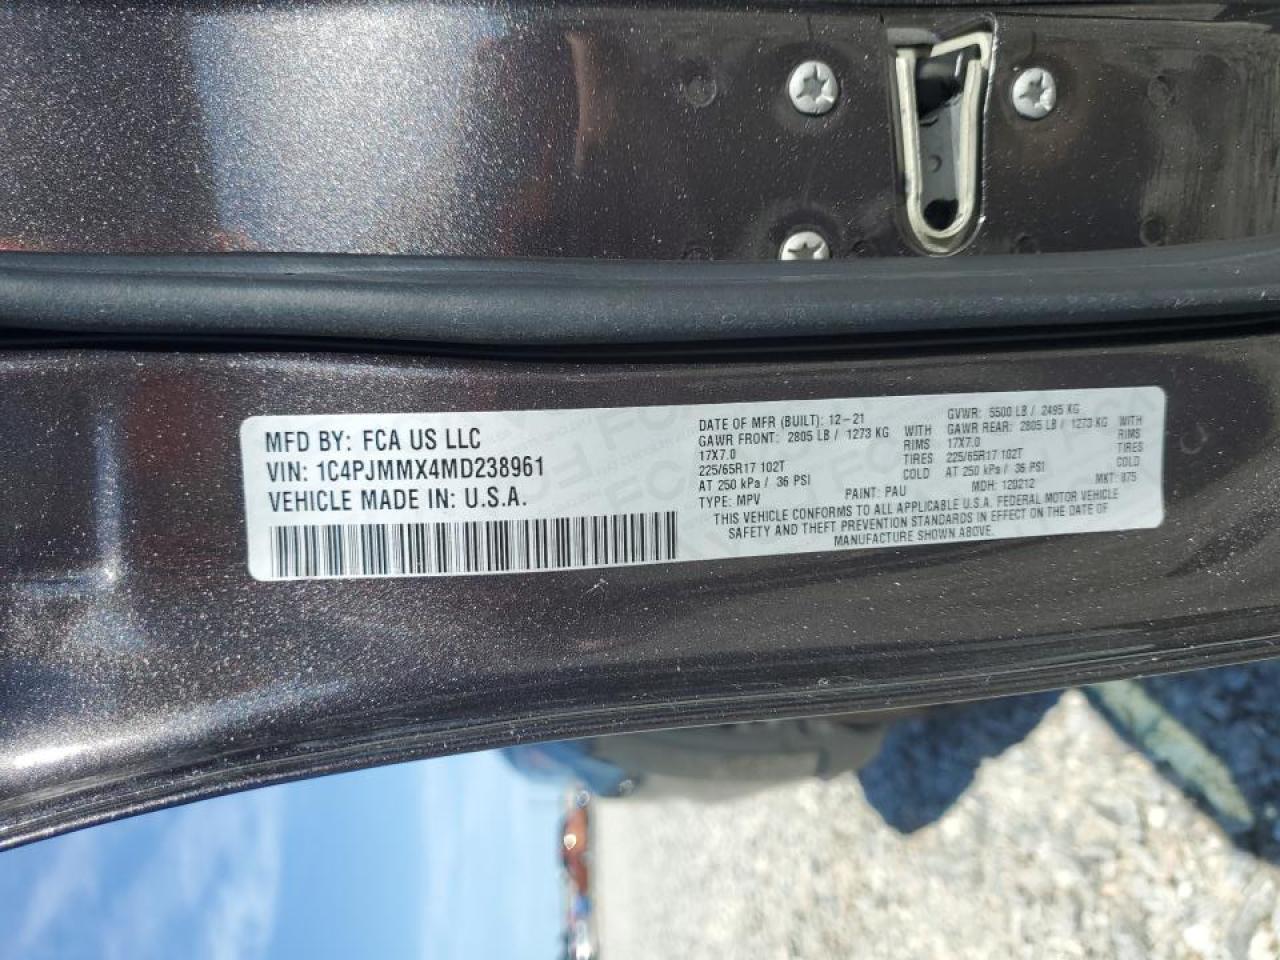 MFD BY: FCA US LLC
VIN: 1C4PJMMX4MD238961
VEHICLE MADE IN: U.S.A.
DATE OF MFR (BUILT): 12-21 GVWR: 5500 LB / 2495 KG
GAWR FRONT: 2805 LB / 1273 KG WITH GAWR REAR: 2805 LB / 1273 KG WITH
17X7.0 RIMS 17X7.0 RIMS
225/65R17 102T TIRES 225/65R17 102T TIRES
AT 250 kPa / 36 PSI COLD AT 250 kPa / 36 PSI COLD
TYPE: MPV PAINT: PAU MDH: 120212 MKT: 875
THIS VEHICLE CONFORMS TO ALL APPLICABLE U.S.A. FEDERAL MOTOR VEHICLE
SAFETY AND THEFT PREVENTION STANDARDS IN EFFECT ON THE DATE OF
MANUFACTURE SHOWN ABOVE.